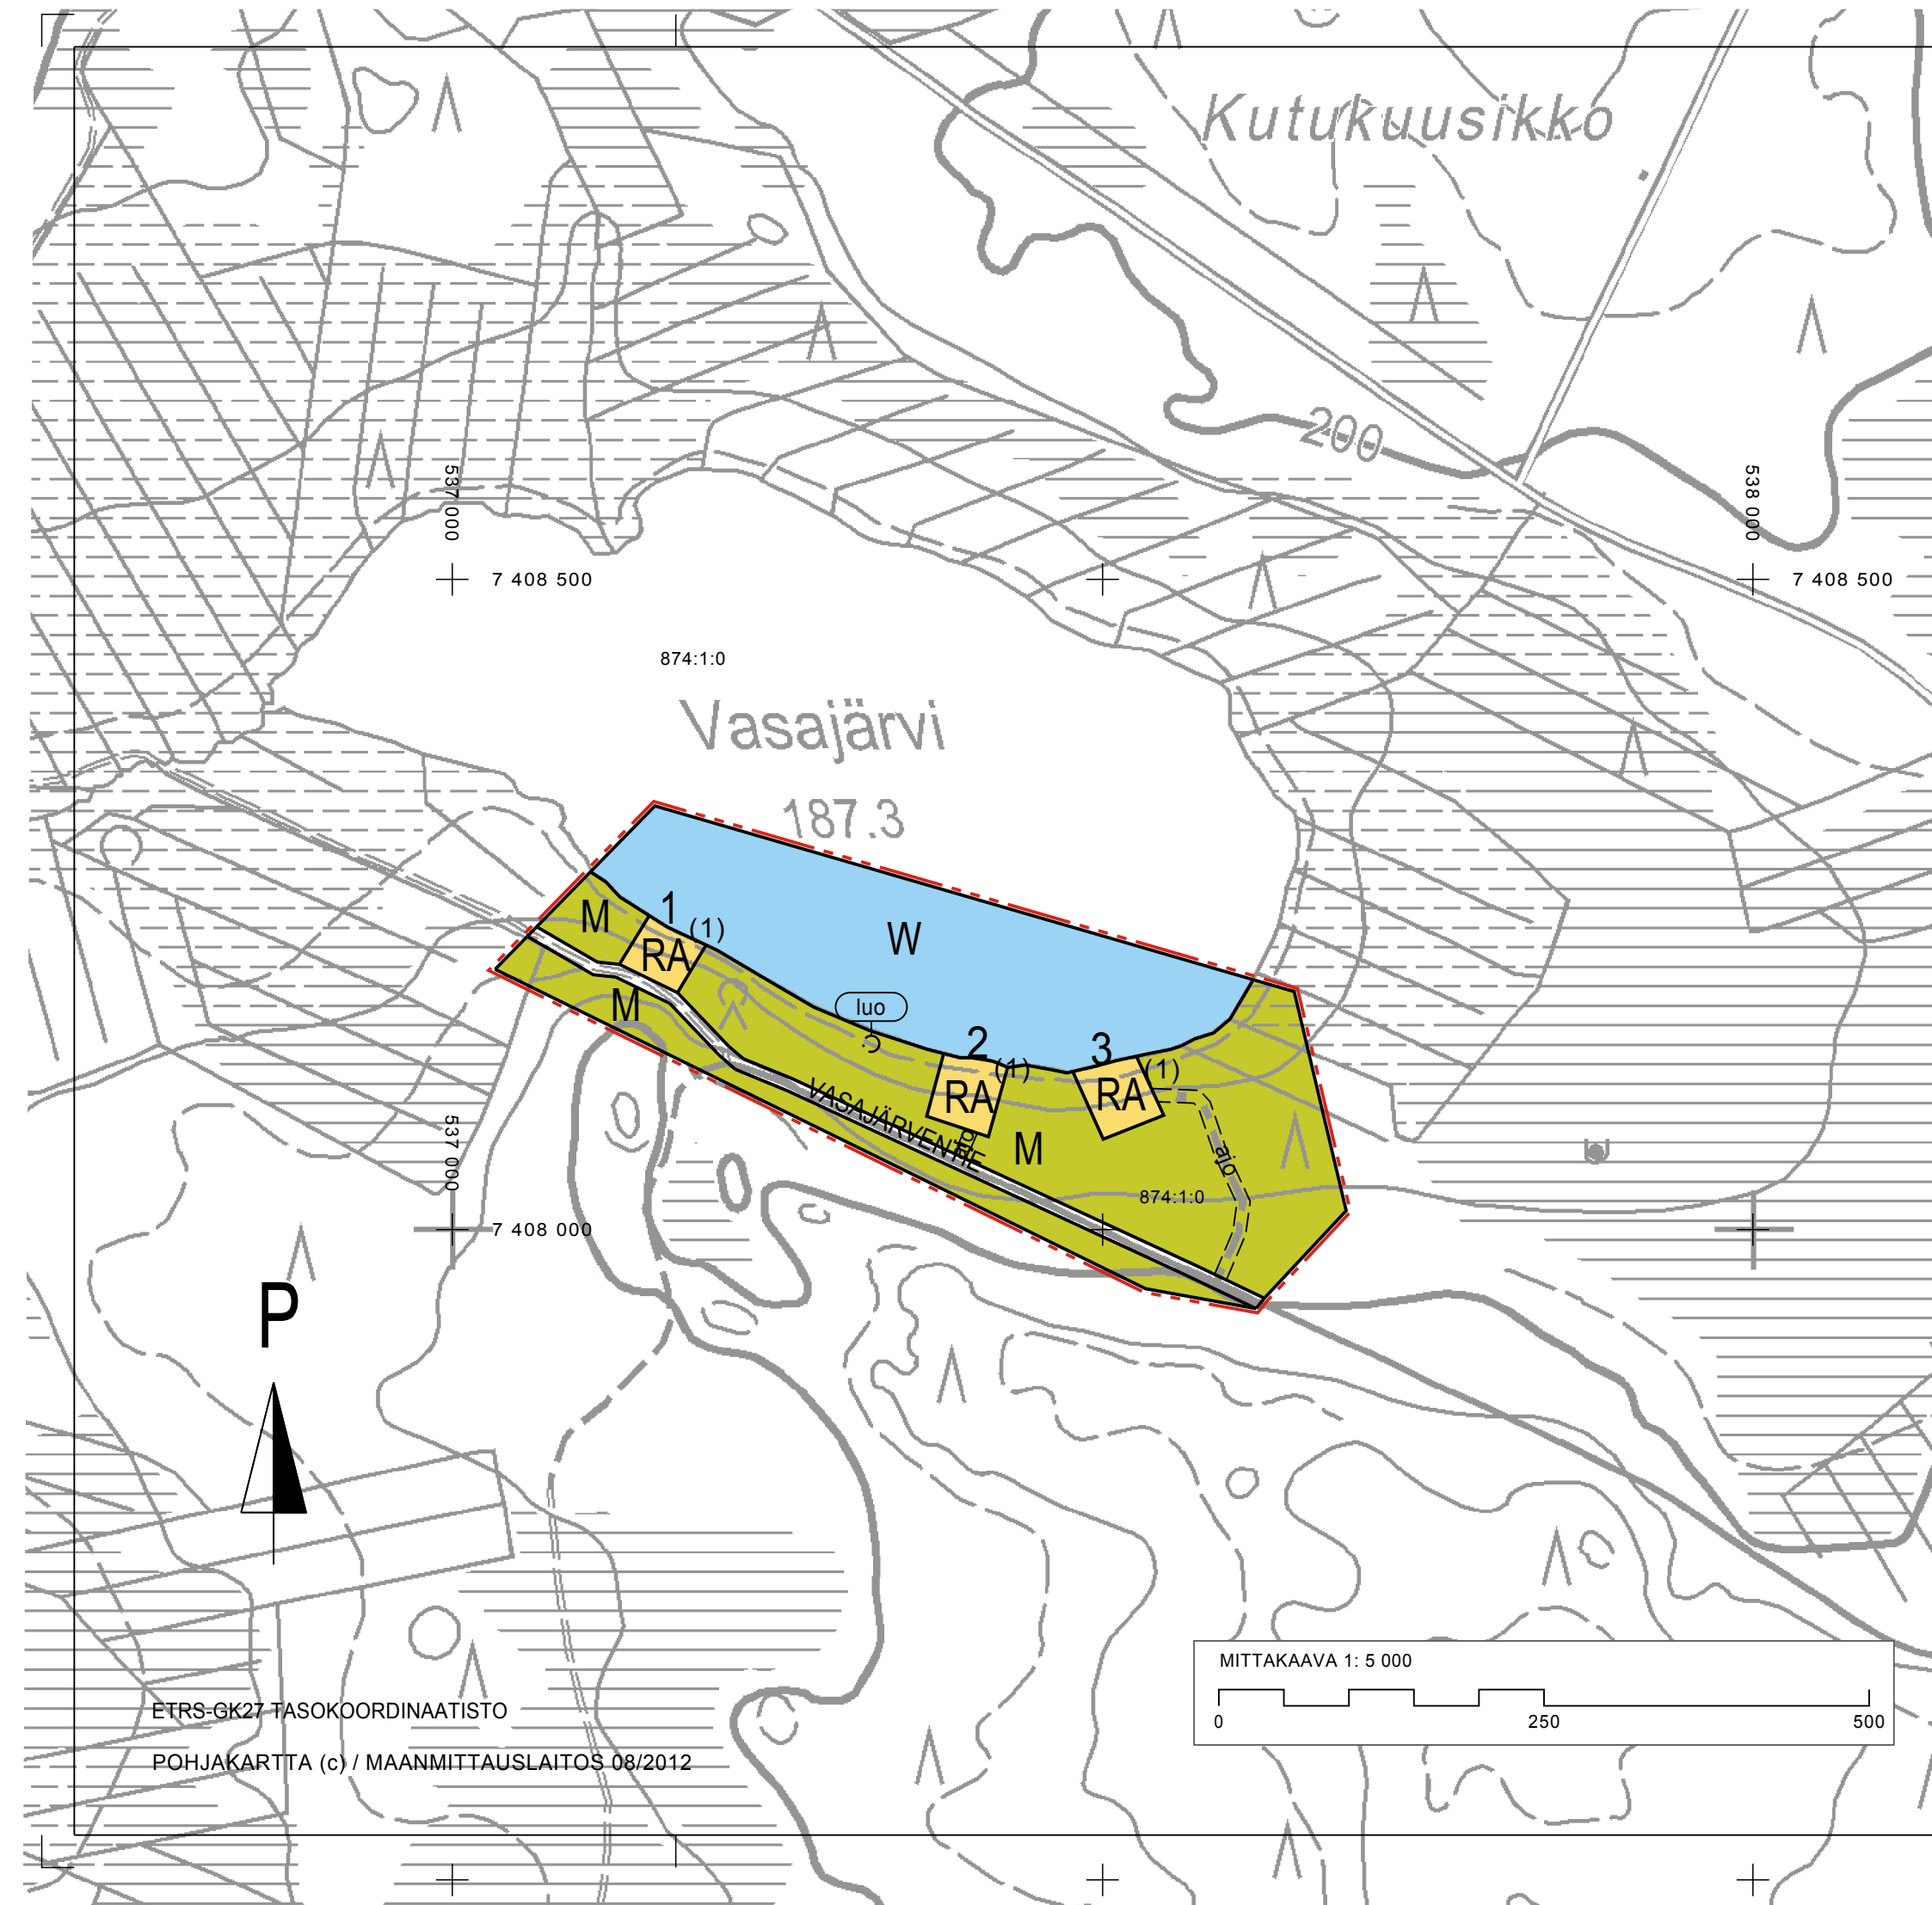 Kutukuusikko
200
537 000
538 000
7 408 500
7 408 500
874:1:0
Vasajärvi
187.3
1
M
(1)
W
RA
M
luo
2
3
(1)
(1)
RA
RA
VASAJÄRVENTIE
ajo
M
ajo
874:1:0
537 000
7 408 000
P
MITTAKAAVA 1: 5 000
0
250
500
ETRS-GK27 TASOKOORDINAATISTO
POHJAKARTTA (c) / MAANMITTAUSLAITOS 08/2012